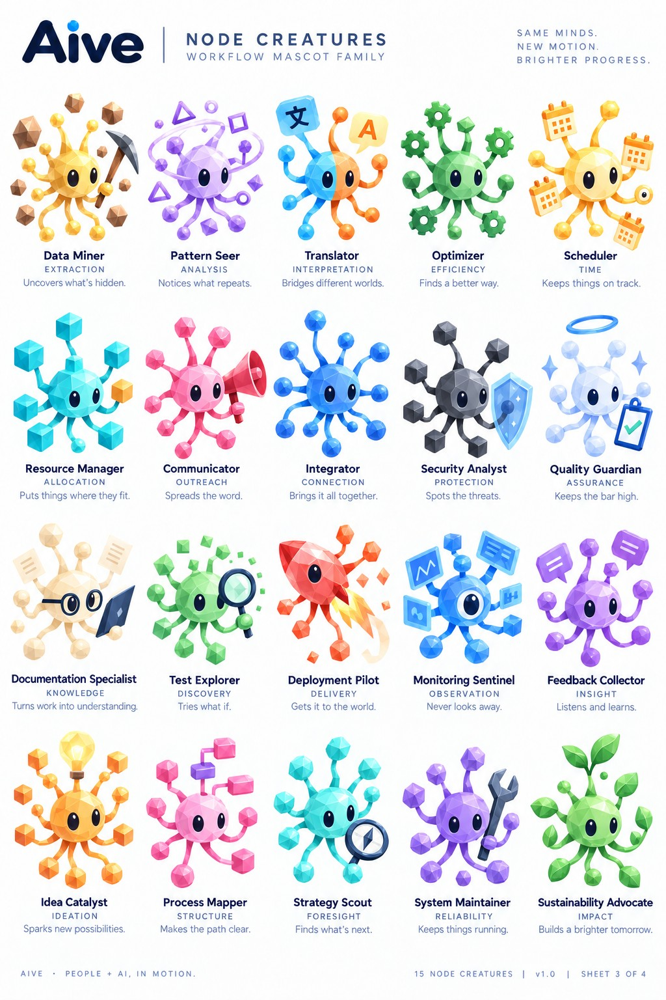 Aive
NODE CREATURES
WORKFLOW MASCOT FAMILY
SAME MINDS.
NEW MOTION.
BRIGHTER PROGRESS.
文
A
Data Miner
EXTRACTION
Uncovers what's hidden.
Pattern Seer
ANALYSIS
Notices what repeats.
Translator
INTERPRETATION
Bridges different worlds.
Optimizer
EFFICIENCY
Finds a better way.
Scheduler
TIME
Keeps things on track.
Resource Manager
ALLOCATION
Puts things where they fit.
Communicator
OUTREACH
Spreads the word.
Integrator
CONNECTION
Brings it all together.
Security Analyst
PROTECTION
Spots the threats.
Quality Guardian
ASSURANCE
Keeps the bar high.
Documentation Specialist
KNOWLEDGE
Turns work into understanding.
Test Explorer
DISCOVERY
Tries what if.
Deployment Pilot
DELIVERY
Gets it to the world.
Monitoring Sentinel
OBSERVATION
Never looks away.
Feedback Collector
INSIGHT
Listens and learns.
Idea Catalyst
IDEATION
Sparks new possibilities.
Process Mapper
STRUCTURE
Makes the path clear.
Strategy Scout
FORESIGHT
Finds what's next.
System Maintainer
RELIABILITY
Keeps things running.
Sustainability Advocate
IMPACT
Builds a brighter tomorrow.
AIVE · PEOPLE + AI, IN MOTION.
15 NODE CREATURES | v1.0 | SHEET 3 OF 4